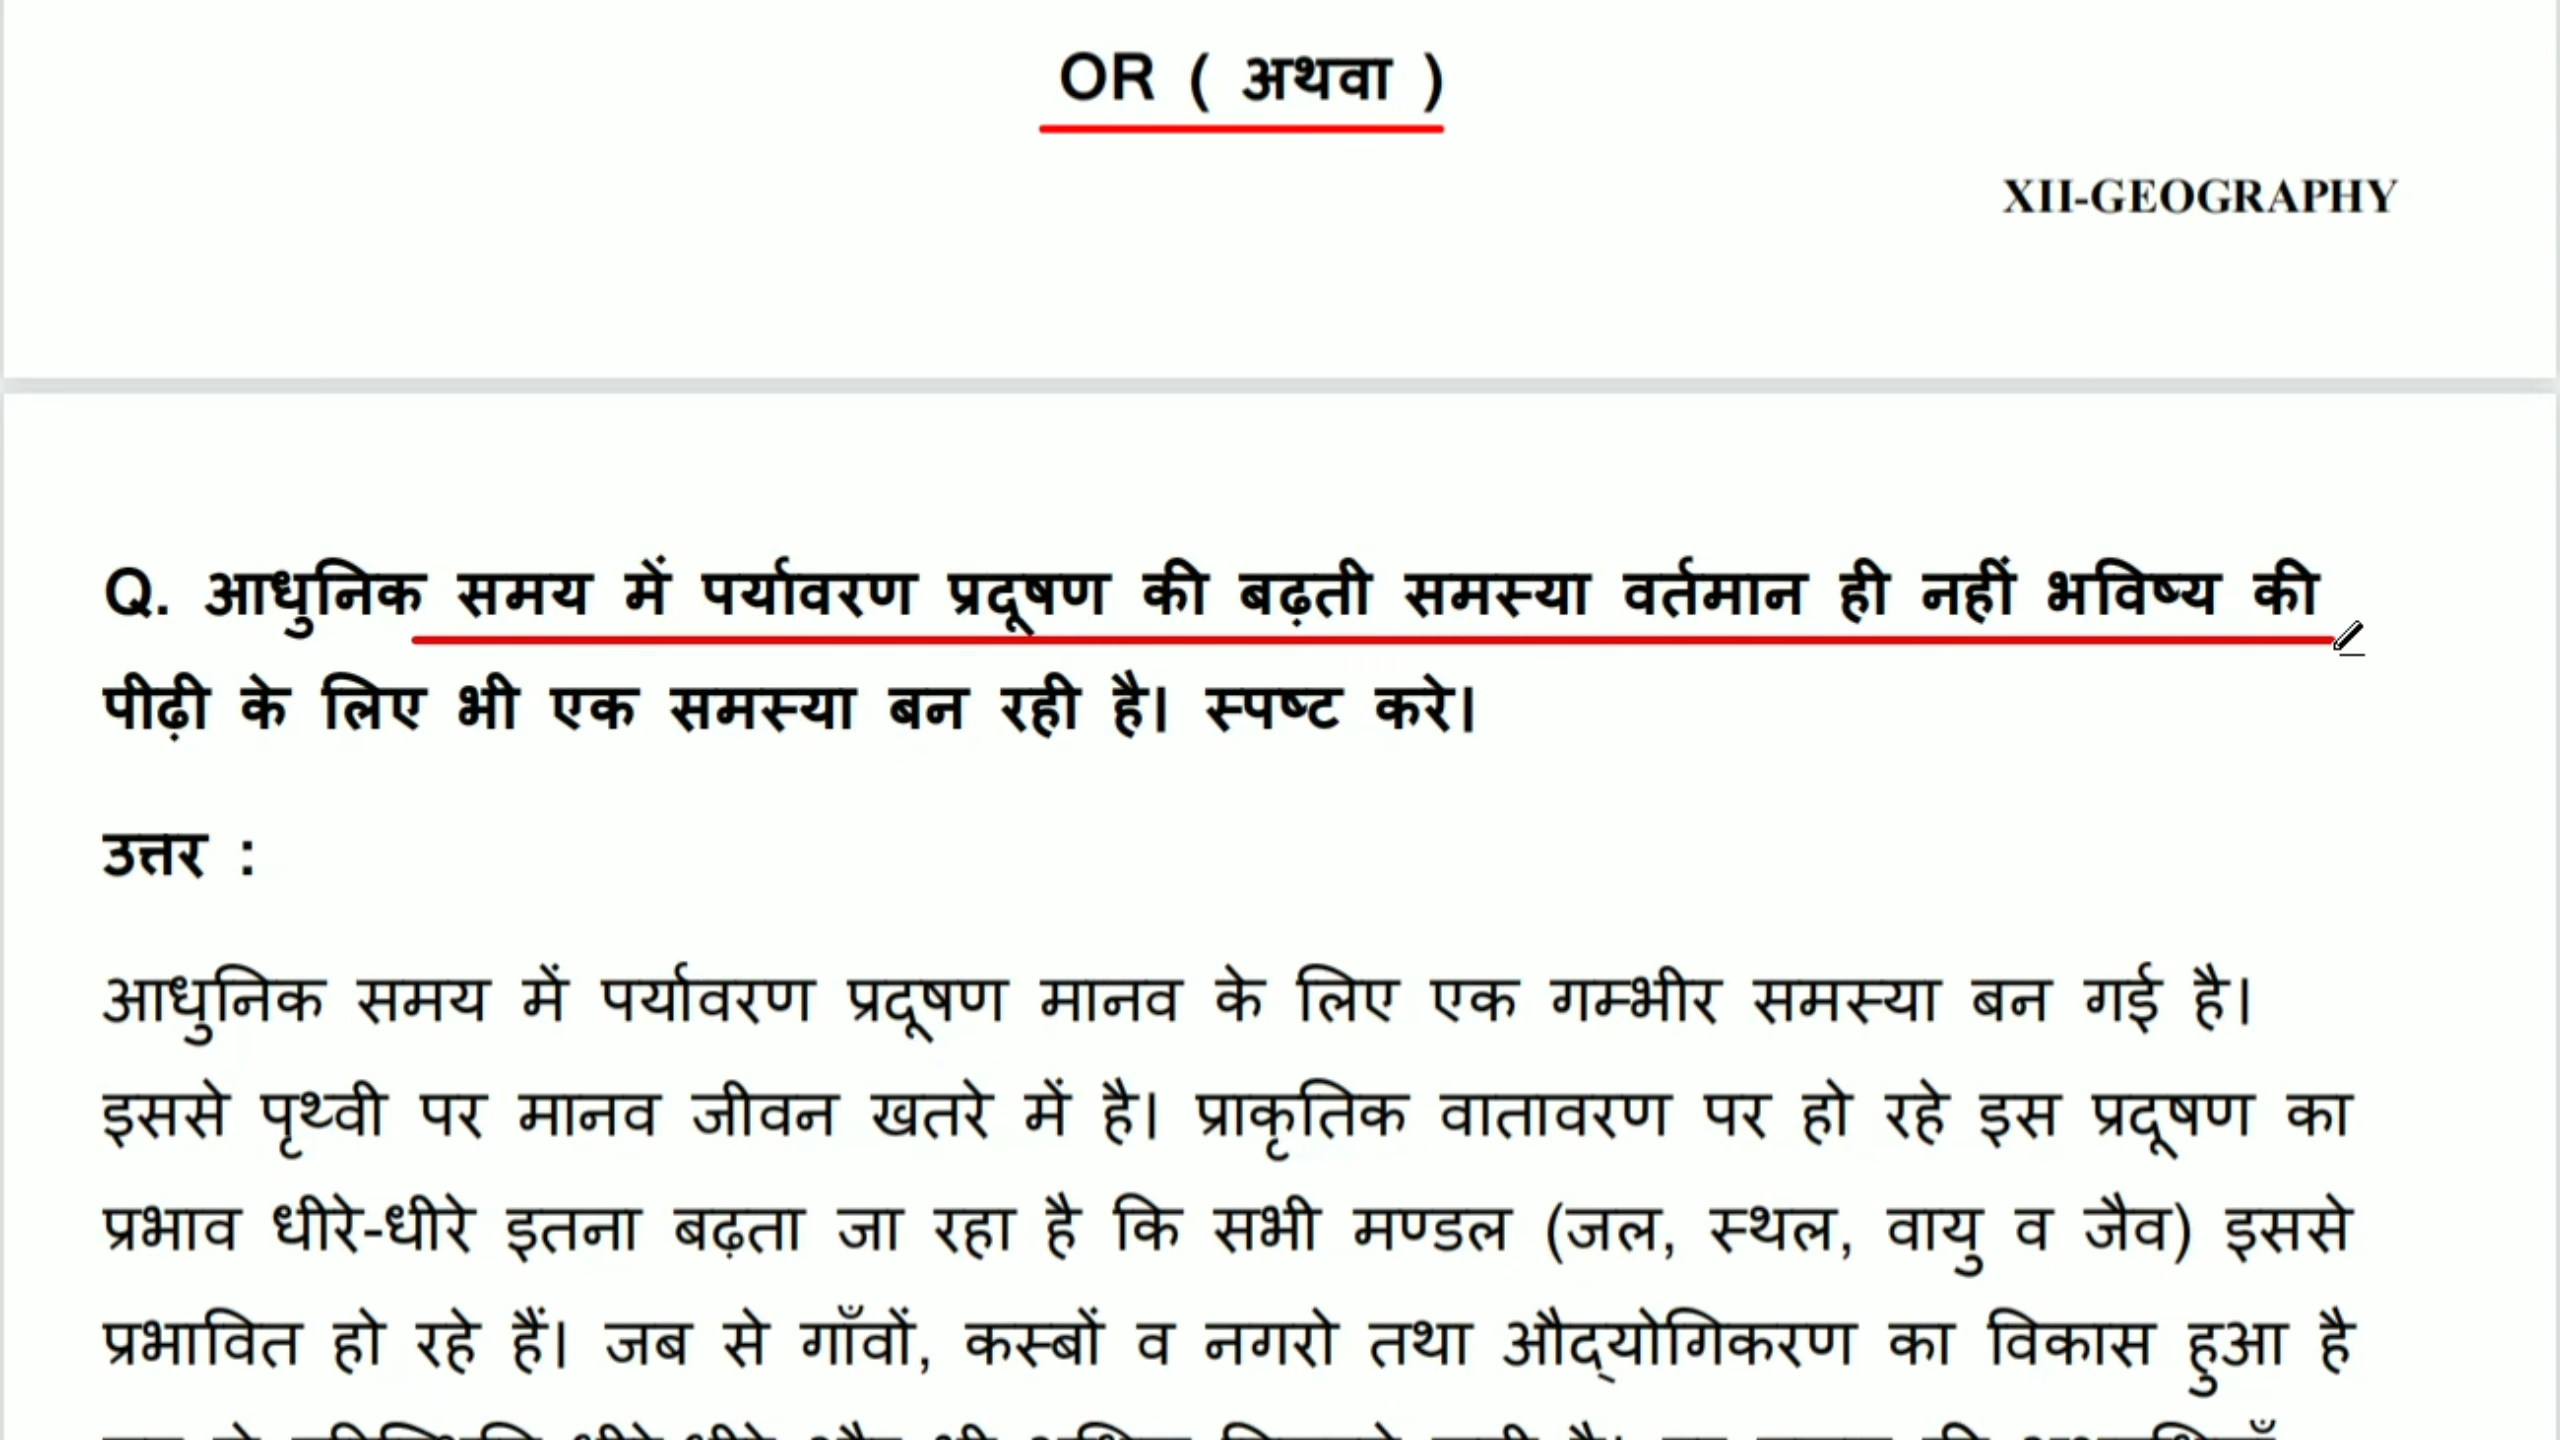 OR ( अथवा )
XII-GEOGRAPHY
Q. आधुनिक समय में पर्यावरण प्रदूषण की बढ़ती समस्या वर्तमान ही नहीं भविष्य की
पीढ़ी के लिए भी एक समस्या बन रही है। स्पष्ट करे।
उत्तर :
आधुनिक समय में पर्यावरण प्रदूषण मानव के लिए एक गम्भीर समस्या बन गई है।
इससे पृथ्वी पर मानव जीवन खतरे में है। प्राकृतिक वातावरण पर हो रहे इस प्रदूषण का
प्रभाव धीरे-धीरे इतना बढ़ता जा रहा है कि सभी मण्डल (जल, स्थल, वायु व जैव) इससे
प्रभावित हो रहे हैं। जब से गाँवों, कस्बों व नगरो तथा औद्‌योगिकरण का विकास हुआ है